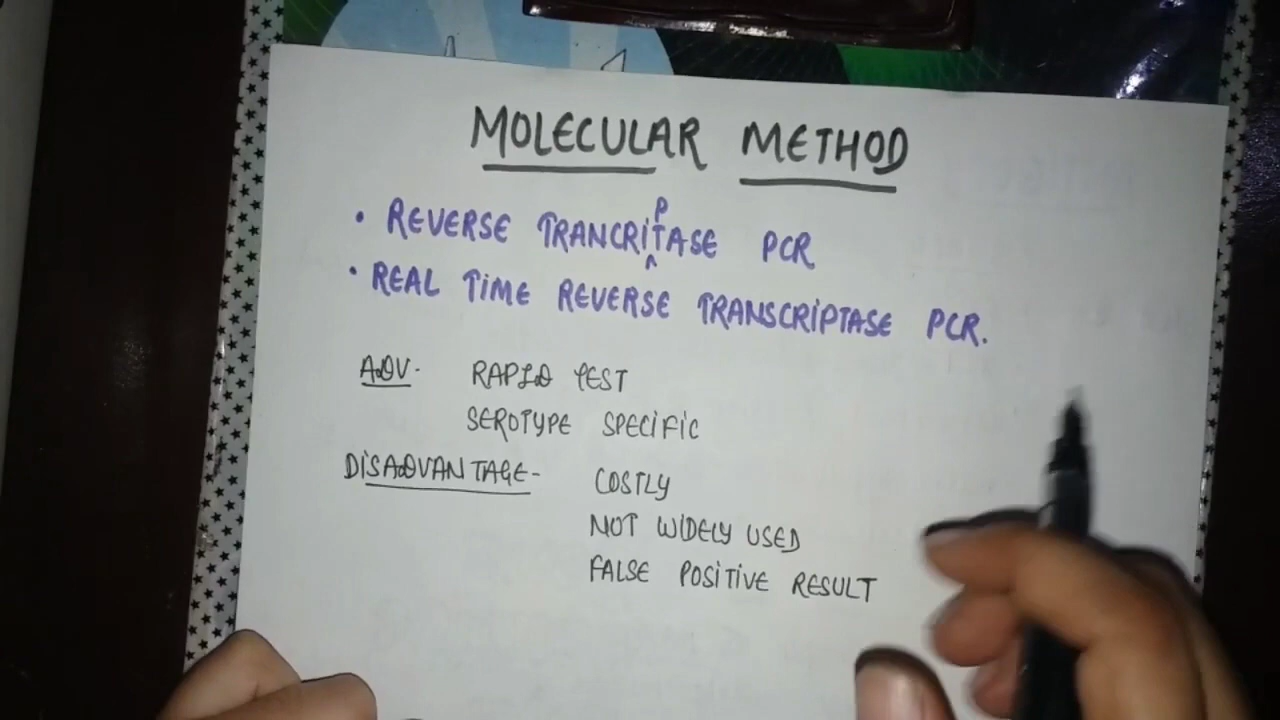 MOLECULAR METHOD
• REVERSE TRANCRIPTASE PCR
• REAL TIME REVERSE TRANSCRIPTASE PCR.
ADV. RAPID TEST
SEROTYPE SPECIFIC
DISADVANTAGE- COSTLY
NOT WIDELY USED
FALSE POSITIVE RESULT